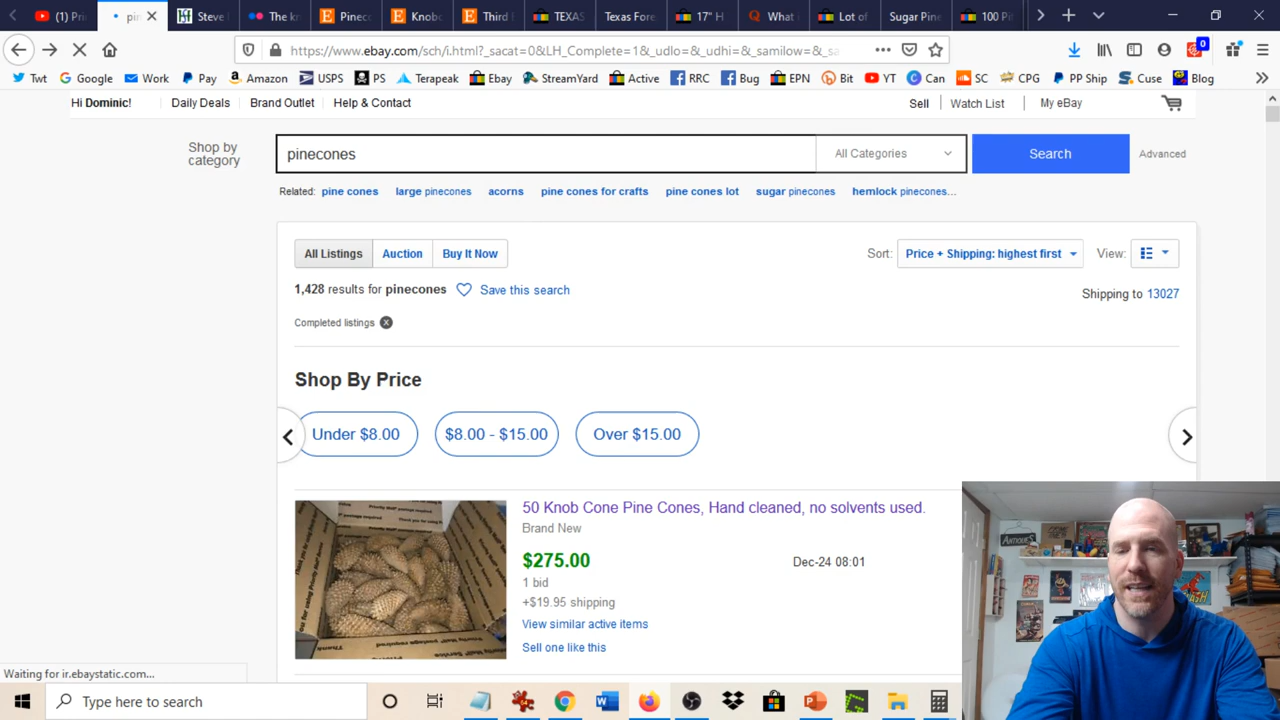 (1) Pri
pin
Steve
The k
Pinec
Knob
Third
TEXAS
Texas Fore
17" H
What
Lot of
Sugar Pine
100 Pi
https://www.ebay.com/sch/i.html?_sacat=0&LH_Complete=1&_udlo=&_udhi=&_samilow=&_sa
0
Twt Google Work Pay Amazon USPS PS Terapeak Ebay StreamYard Active RRC Bug EPN Bit YT Can SC CPG PP Ship Cuse Blog
Hi Dominic! Daily Deals Brand Outlet Help & Contact Sell Watch List My eBay
Shop by category
pinecones All Categories Search Advanced
Related: pine cones large pinecones acorns pine cones for crafts pine cones lot sugar pinecones hemlock pinecones...
All Listings Auction Buy It Now Sort: Price + Shipping: highest first View:
1,428 results for pinecones Save this search Shipping to 13027
Completed listings
Shop By Price
Under $8.00 $8.00 - $15.00 Over $15.00
50 Knob Cone Pine Cones, Hand cleaned, no solvents used.
Brand New
$275.00 Dec-24 08:01
1 bid
+$19.95 shipping
View similar active items
Sell one like this
Waiting for ir.ebaystatic.com...
Type here to search
ANTIQUES